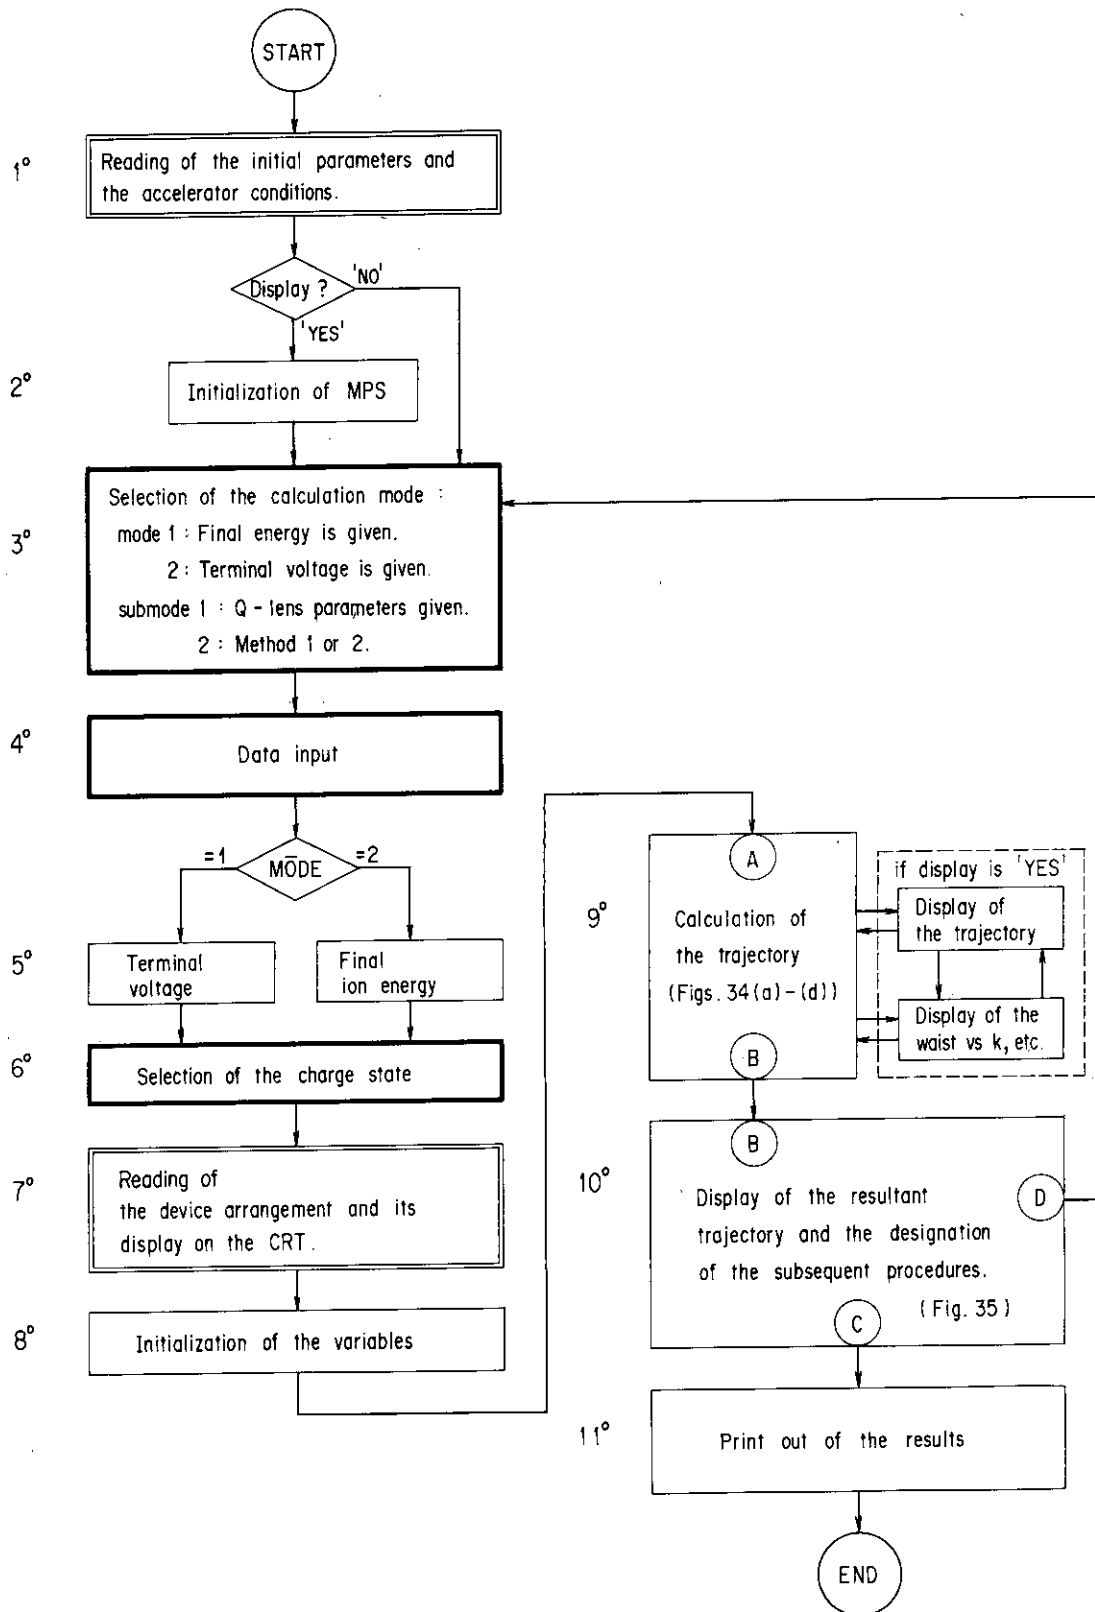 START
1°
Reading of the initial parameters and
the accelerator conditions.
Display ?
'NO'
'YES'
2°
Initialization of MPS
3°
Selection of the calculation mode :
mode 1 : Final energy is given.
2 : Terminal voltage is given.
submode 1 : Q - lens parameters given.
2 : Method 1 or 2.
4°
Data input
=1
MŌDE
=2
5°
Terminal
voltage
Final
ion energy
6°
Selection of the charge state
7°
Reading of
the device arrangement and its
display on the CRT.
8°
Initialization of the variables
9°
A
Calculation of
the trajectory
(Figs. 34(a)-(d))
B
if display is 'YES'
Display of
the trajectory
Display of the
waist vs k, etc.
10°
B
Display of the resultant
trajectory and the designation
of the subsequent procedures.
(Fig. 35)
D
C
11°
Print out of the results
END